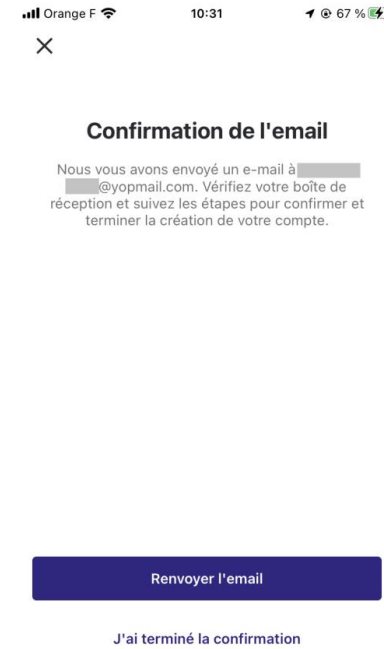 Orange F 10:31 67 %
Confirmation de l'email
Nous vous avons envoyé un e-mail à
@yopmail.com. Vérifiez votre boîte de
réception et suivez les étapes pour confirmer et
terminer la création de votre compte.
Renvoyer l'email
J'ai terminé la confirmation